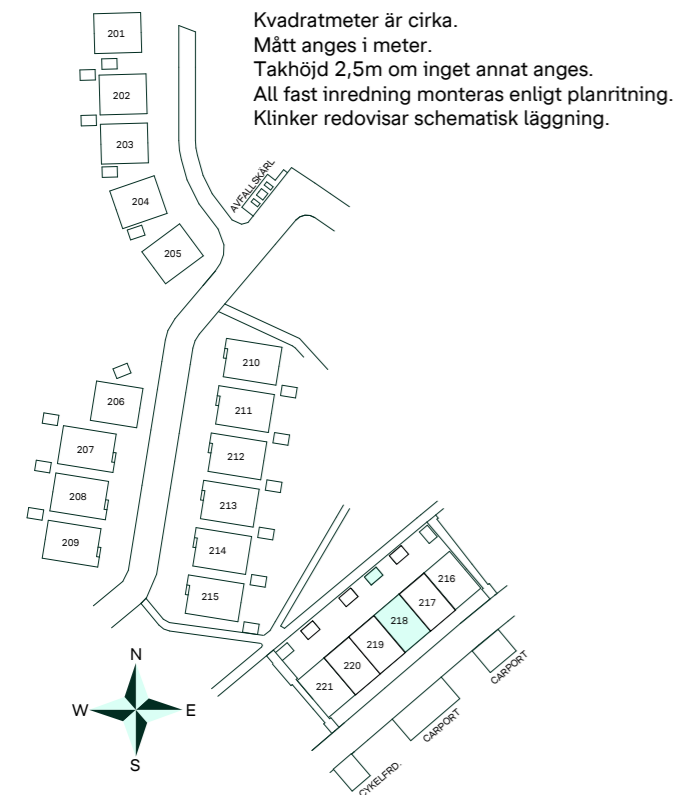 Kvadratmeter är cirka.
Mått anges i meter.
Takhöjd 2,5m om inget annat anges.
All fast inredning monteras enligt planritning.
Klinker redovisar schematisk läggning.
201
202
203
204
205
AVFALLSKÄRL
210
206
211
207
212
208
213
209
214
215
216
217
218
219
220
221
N
W
E
S
CARPORT
CARPORT
CYKELFRD.